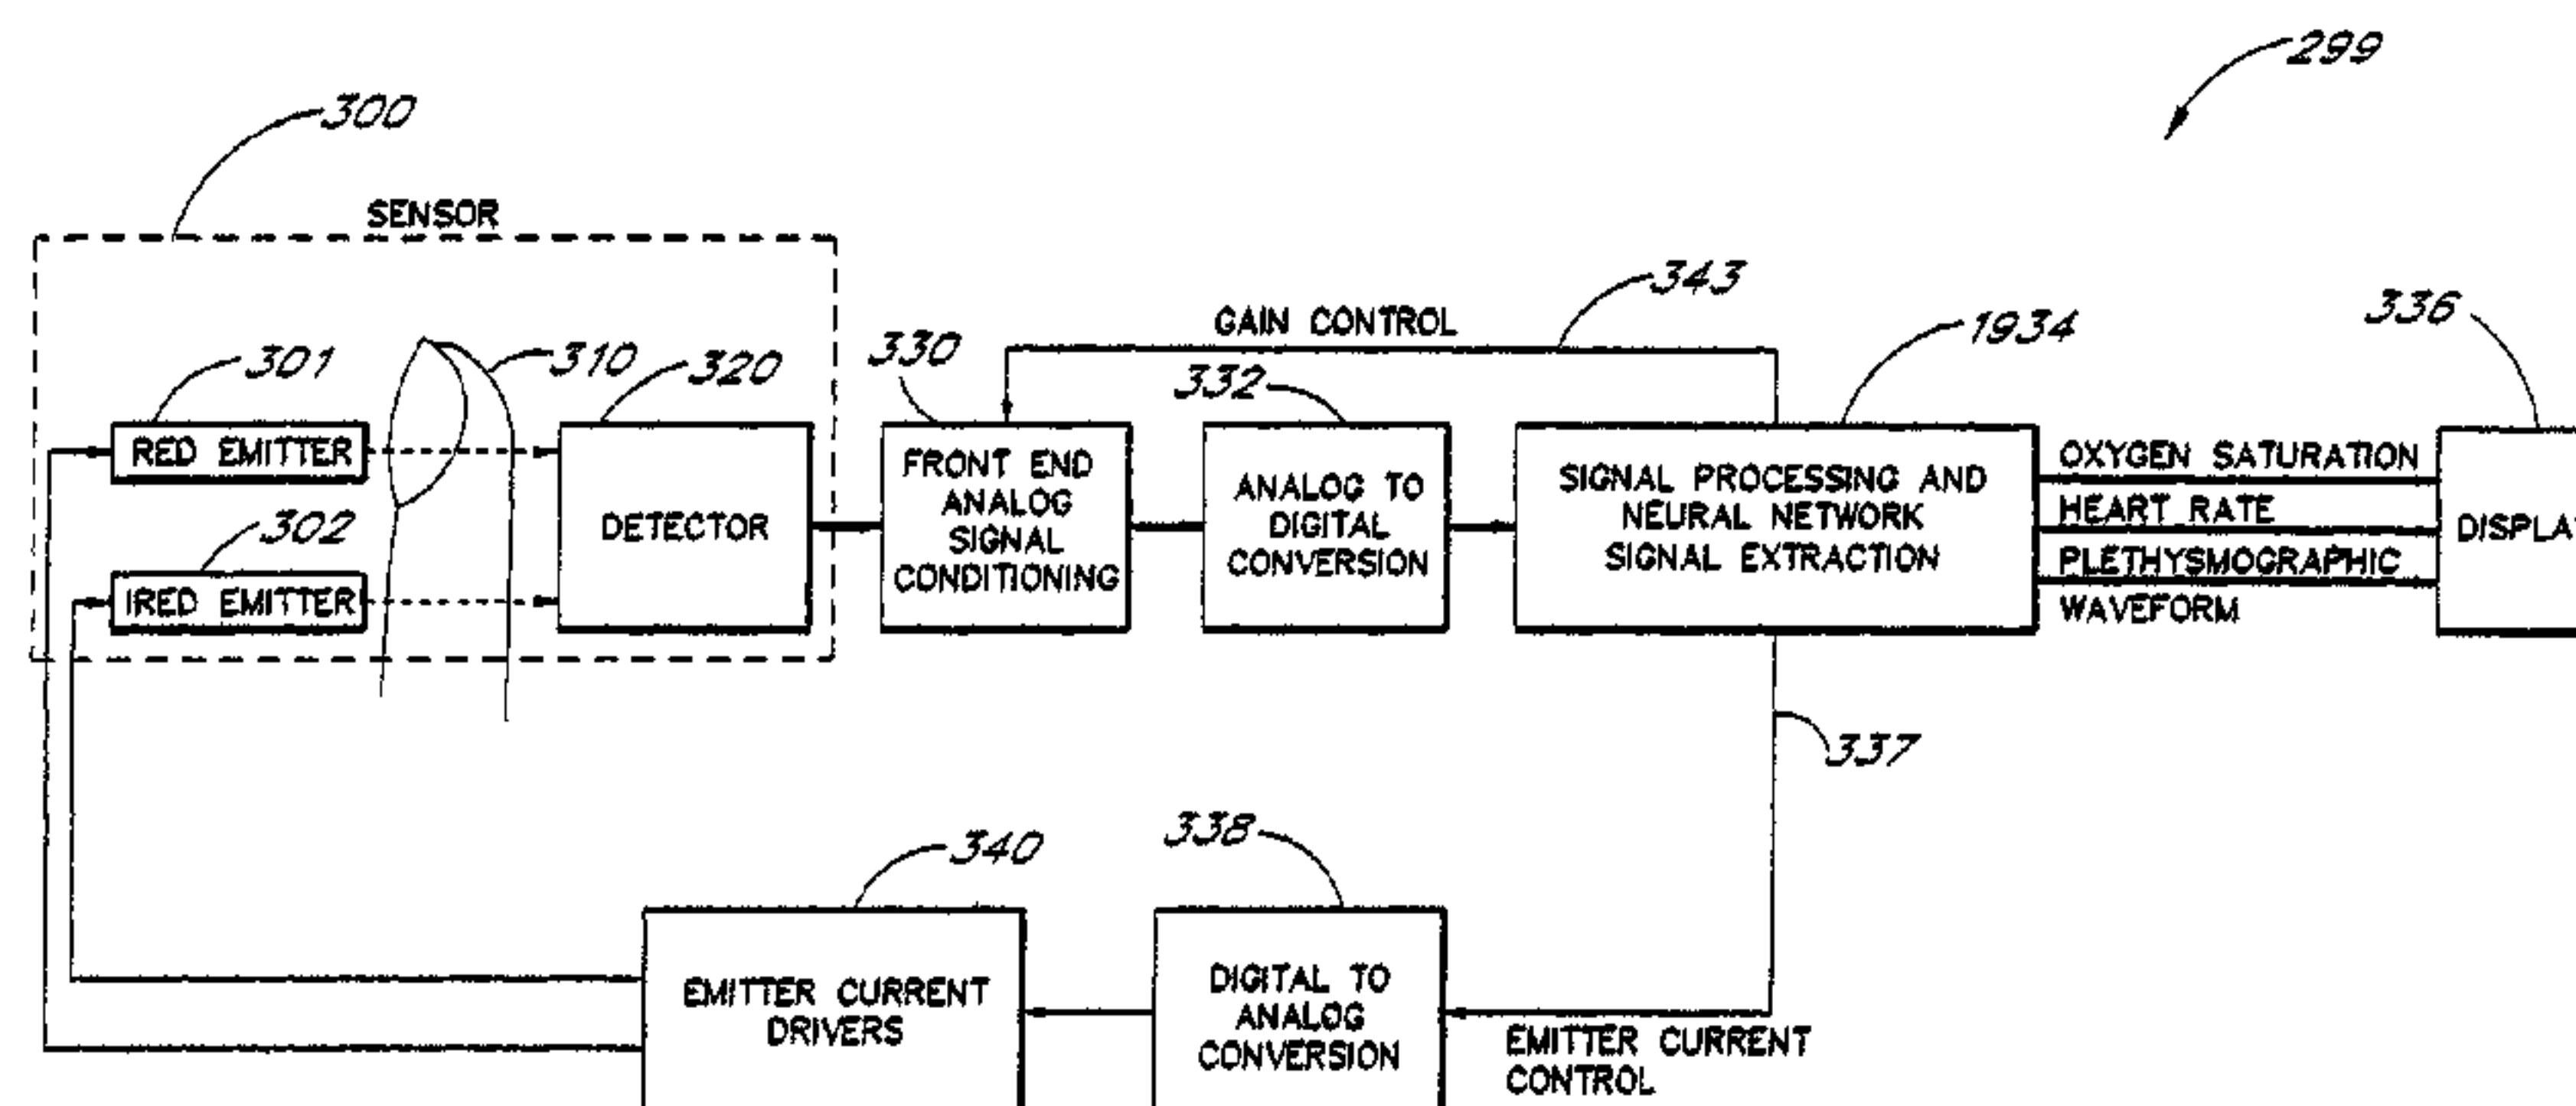 299
300
SENSOR
343
GAIN CONTROL
336
1934
330
301
310
320
332
RED EMITTER
FRONT END
ANALOG
SIGNAL
CONDITIONING
ANALOG TO
DIGITAL
CONVERSION
SIGNAL PROCESSING AND
NEURAL NETWORK
SIGNAL EXTRACTION
OXYGEN SATURATION
HEART RATE
PLETHYSMOGRAPHIC
WAVEFORM
DISPLA
DETECTOR
302
IRED EMITTER
337
340
338
EMITTER CURRENT
DRIVERS
DIGITAL TO
ANALOG
CONVERSION
EMITTER CURRENT
CONTROL